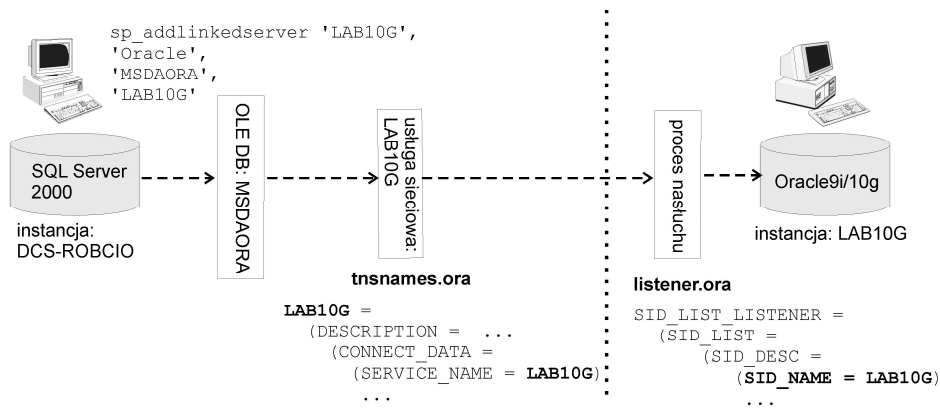 sp_addlinkedserver 'LAB10G',
'Oracle',
'MSDAORA',
'LAB10G'
SQL Server
2000
instancja:
DCS-ROBCIO
OLE DB: MSDAORA
usługa sieciowa:
LAB10G
proces nasłuchu
Oracle9i/10g
instancja: LAB10G
tnsnames.ora
LAB10G =
(DESCRIPTION = ...
(CONNECT_DATA =
(SERVICE_NAME = LAB10G)
...
listener.ora
SID_LIST_LISTENER =
(SID_LIST =
(SID_DESC =
(SID_NAME = LAB10G)
...